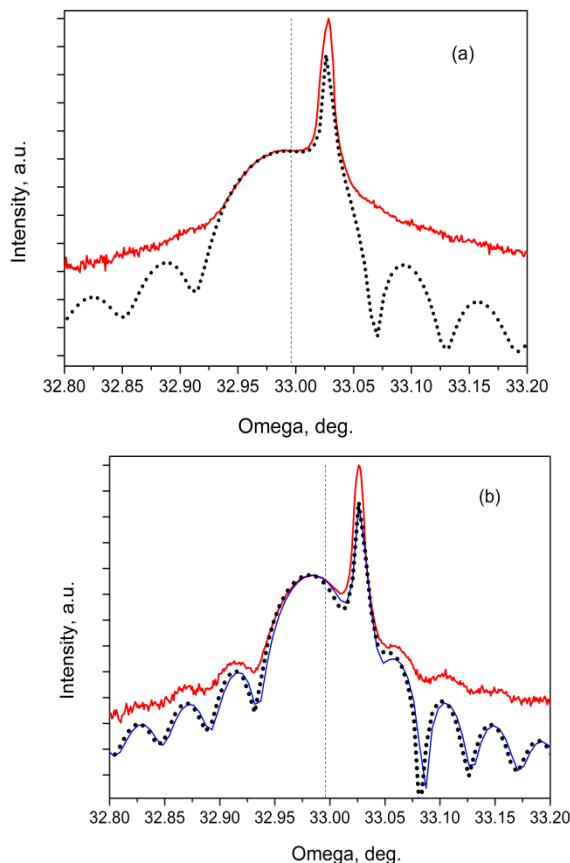 (a)
Intensity, a.u.
32.80 32.85 32.90 32.95 33.00 33.05 33.10 33.15 33.20
Omega, deg.
(b)
Intensity, a.u.
32.80 32.85 32.90 32.95 33.00 33.05 33.10 33.15 33.20
Omega, deg.